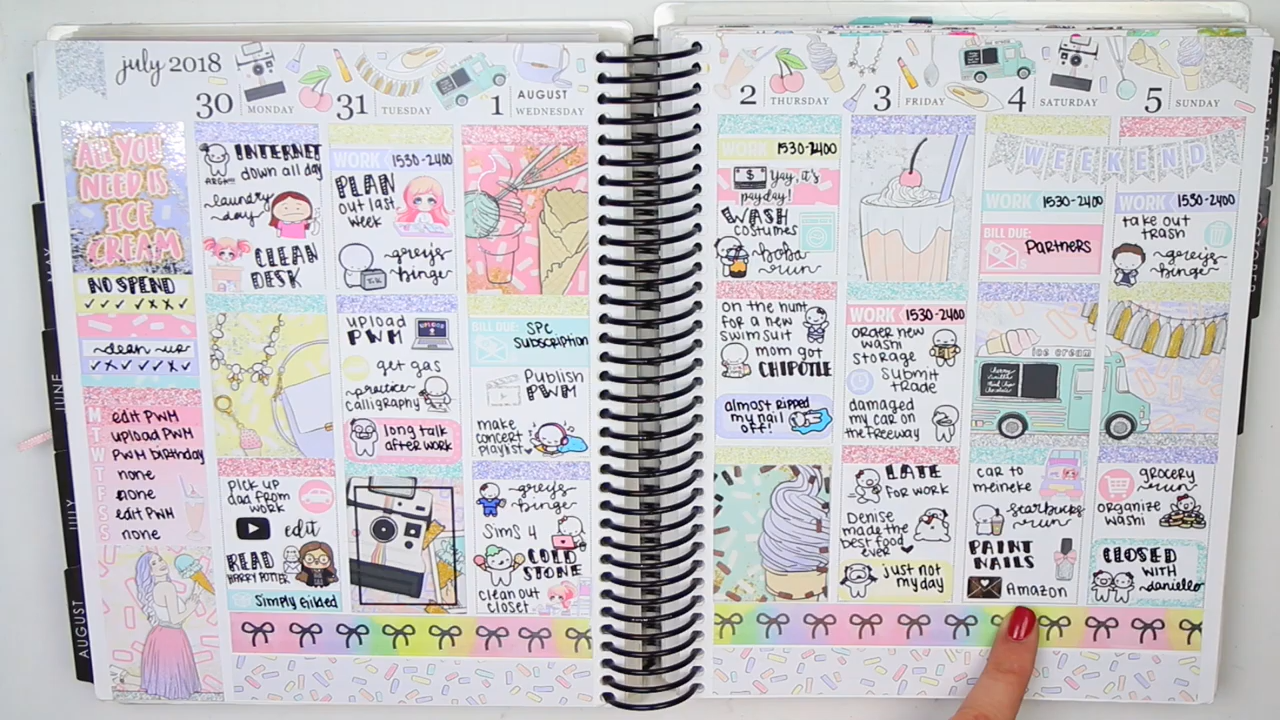 july 2018
30 MONDAY
31 TUESDAY
AUGUST
1 WEDNESDAY
2 THURSDAY
3 FRIDAY
4 SATURDAY
5 SUNDAY
ALL YOU
NEED IS
ICE
CREAM
NO SPEND
clean up
M edit PWM
T upload PWM
W PWM birthday
T none
F none
S edit PWM
S none
ARGH!!!
INTERNET
down all day
laundry
day
CLEAN
DESK
pick up
dad from
work
edit
READ
HARRY POTTER
Simply Gilded
WORK 1530-2400
PLAN
out last
week
grey's
binge
upload
PWM
get gas
practice
calligraphy
long talk
after work
BILL DUE: SPC
SUBSCRIPTION
Publish
PWM
make
concert
playlist
grey's
binge
Sims 4
COLD
STONE
clean out
closet
WORK 1530-2400
$ Yay, it's
payday!
WASH
costumes
boba
run
on the hunt
for a new
swimsuit
mom got
CHIPOTLE
almost ripped
my nail
off!
WORK 1530-2400
order new
washi
storage
Submit
trade
damaged
my car on
the freeway
LATE
for work
Denise
made the
best food
ever
just not
my day
WEEKEND
WORK 1530-2400
BILL DUE:
Partners
ice cream
car to
meineke
starbucks
run
PAINT
NAILS
Amazon
WORK 1530-2400
take out
trash
grey's
binge
grocery
run
organize
washi
CLOSED
with
danielle
MAY
JUNE
JULY
AUGUST